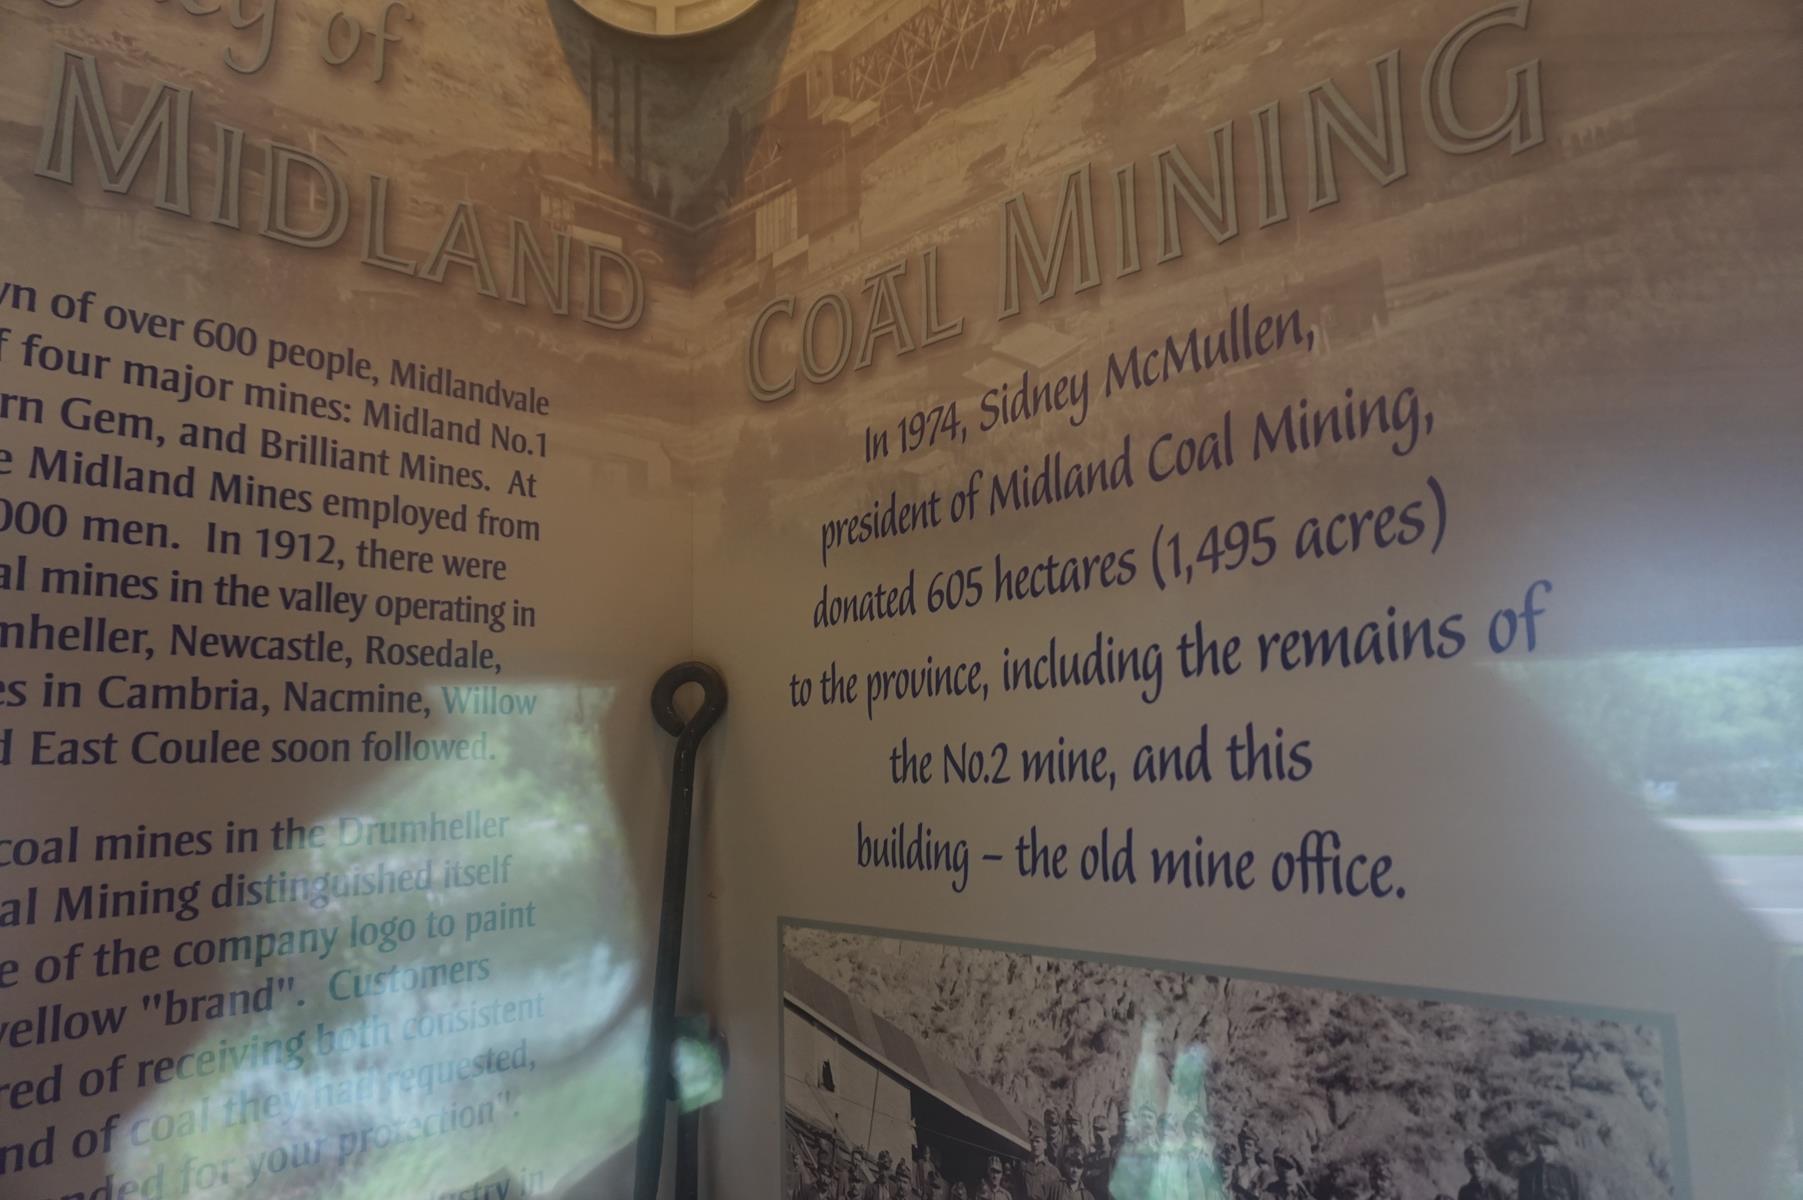 of
MIDLAND
COAL MINING
of over 600 people, Midlandvale
four major mines: Midland No.1
Gem, and Brilliant Mines. At
Midland Mines employed from
000 men. In 1912, there were
mines in the valley operating in
mheller, Newcastle, Rosedale,
in Cambria, Nacmine, Willow
East Coulee soon followed.
coal mines in the Drumheller
al Mining distinguished itself
of the company logo to paint
yellow "brand". Customers
red of receiving both consistent
nd of coal they had requested,
for your protection".
in
In 1974, Sidney McMullen,
president of Midland Coal Mining,
donated 605 hectares (1,495 acres)
to the province, including the remains of
the No.2 mine, and this
building – the old mine office.